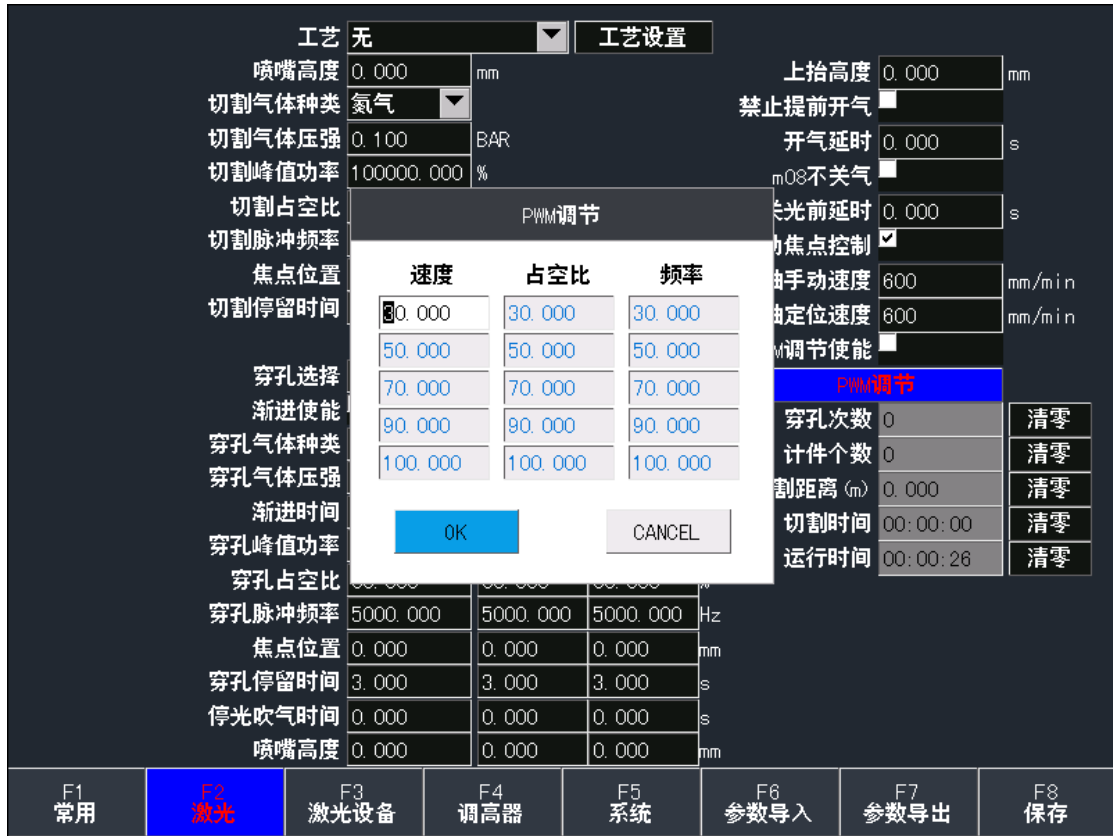 工艺 无 工艺设置
喷嘴高度 0.000 mm 上抬高度 0.000 mm
切割气体种类 氮气 禁止提前开气
切割气体压强 0.100 BAR 开气延时 0.000 s
切割峰值功率 100000.000 % m08不关气
切割占空比 光前延时 0.000 s
切割脉冲频率 焦点控制
焦点位置 手动速度 600 mm/min
切割停留时间 定位速度 600 mm/min
调节使能
PWM调节
速度 占空比 频率
30.000 30.000 30.000
50.000 50.000 50.000
70.000 70.000 70.000
90.000 90.000 90.000
100.000 100.000 100.000
OK CANCEL
穿孔选择 PWM调节
渐进使能 穿孔次数 0 清零
穿孔气体种类 计件个数 0 清零
穿孔气体压强 割距离(m) 0.000 清零
渐进时间 切割时间 00:00:00 清零
穿孔峰值功率 运行时间 00:00:26 清零
穿孔占空比
穿孔脉冲频率 5000.000 5000.000 5000.000 Hz
焦点位置 0.000 0.000 0.000 mm
穿孔停留时间 3.000 3.000 3.000 s
停光吹气时间 0.000 0.000 0.000 s
喷嘴高度 0.000 0.000 0.000 mm
F1 F2 F3 F4 F5 F6 F7 F8
常用 激光 激光设备 调高器 系统 参数导入 参数导出 保存